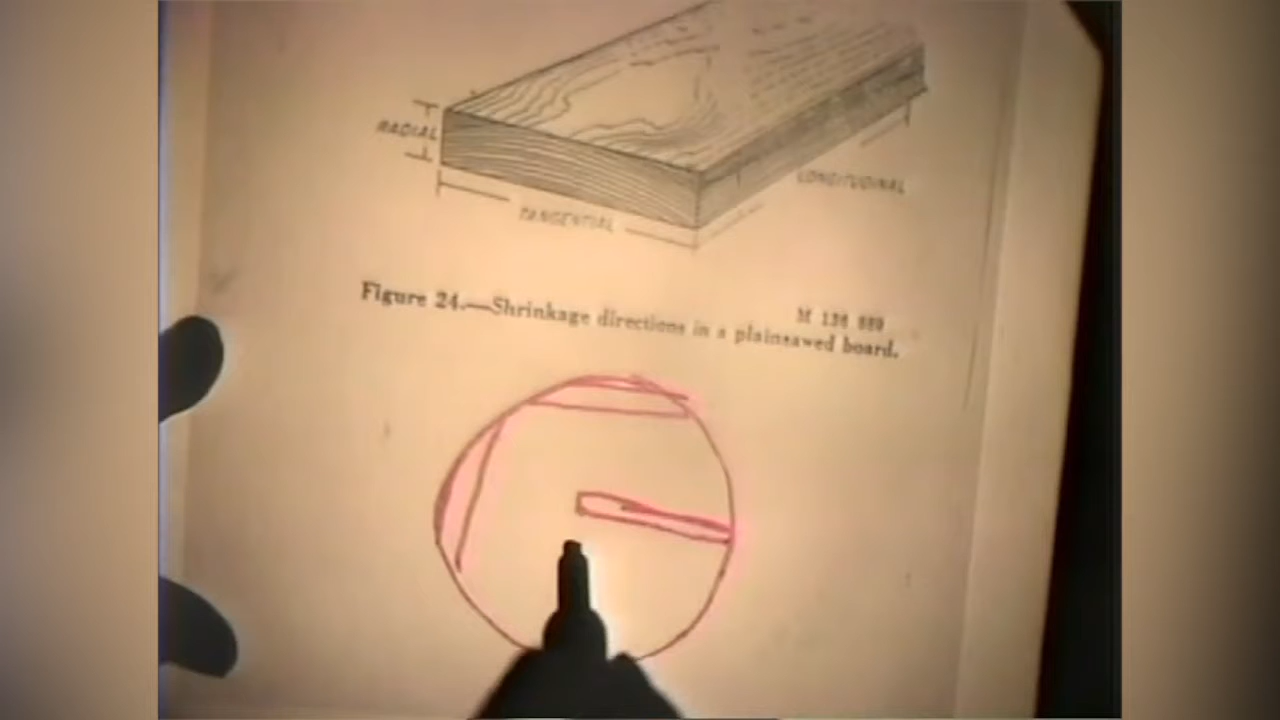 RADIAL
LONGITUDINAL
TANGENTIAL
M 136 889
Figure 24.—Shrinkage directions in a plainsawed board.